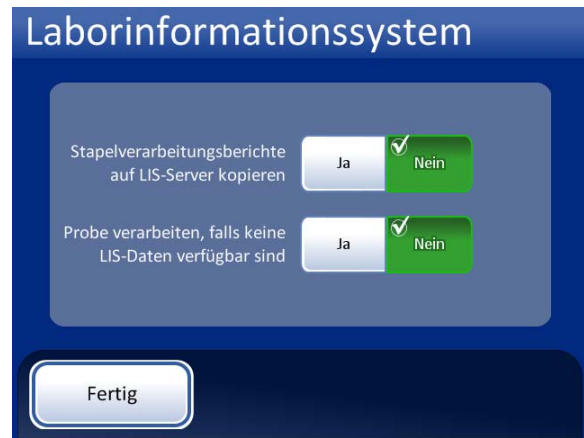 Laborinformationssystem
Stapelverarbeitungsberichte
auf LIS-Server kopieren
Ja
Nein
Probe verarbeiten, falls keine
LIS-Daten verfügbar sind
Ja
Nein
Fertig